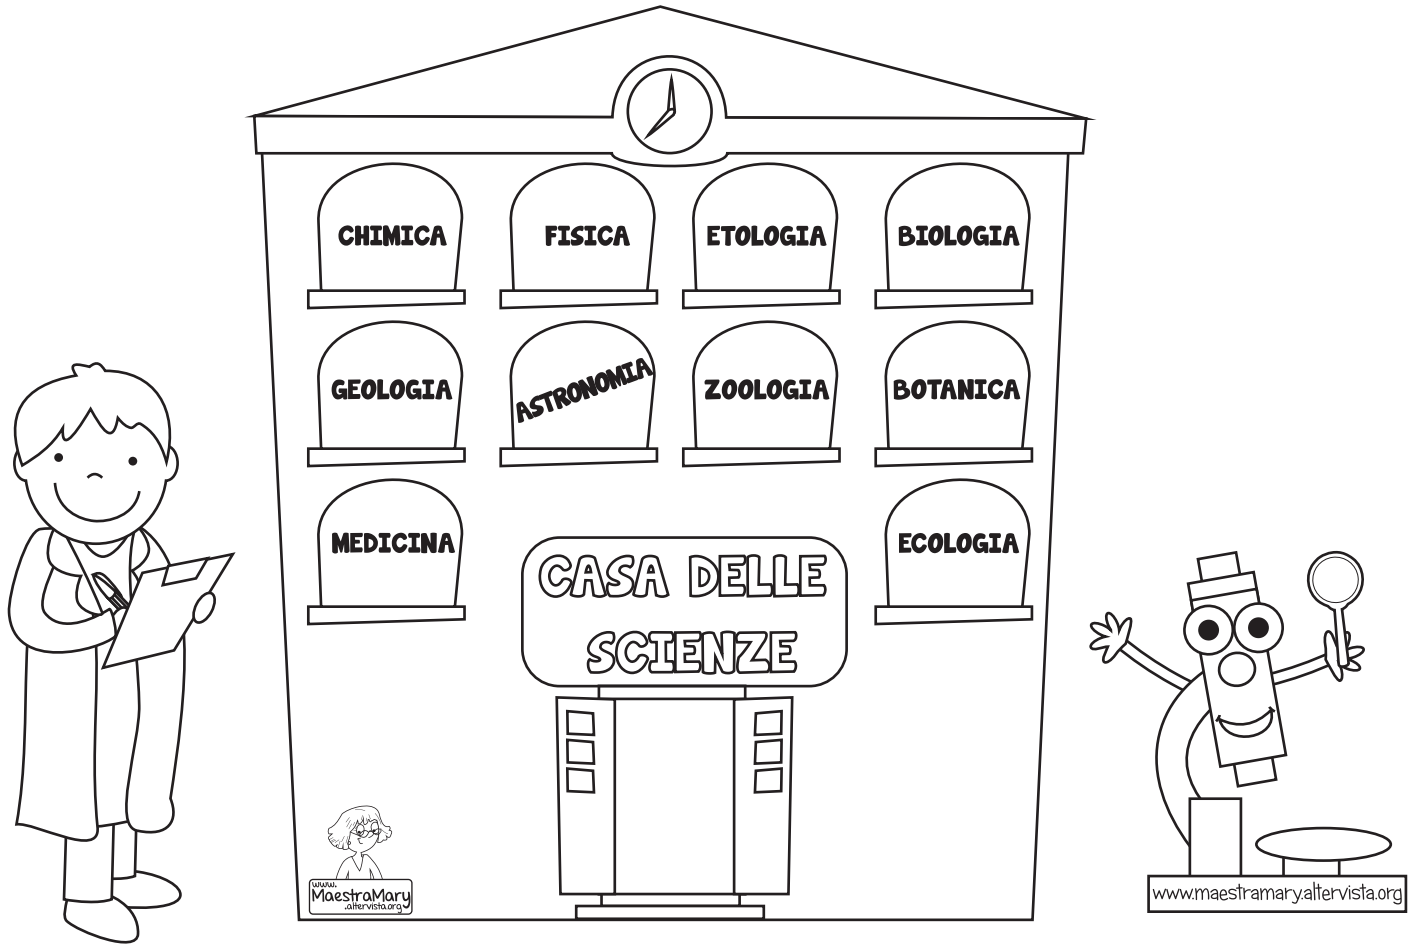 CHIMICA
FISICA
ETOLOGIA
BIOLOGIA
GEOLOGIA
ASTRONOMIA
ZOOLOGIA
BOTANICA
MEDICINA
ECOLOGIA
CASA DELLE
SCIENZE
www.
MaestraMary
.altervista.org
www.maestramary.altervista.org